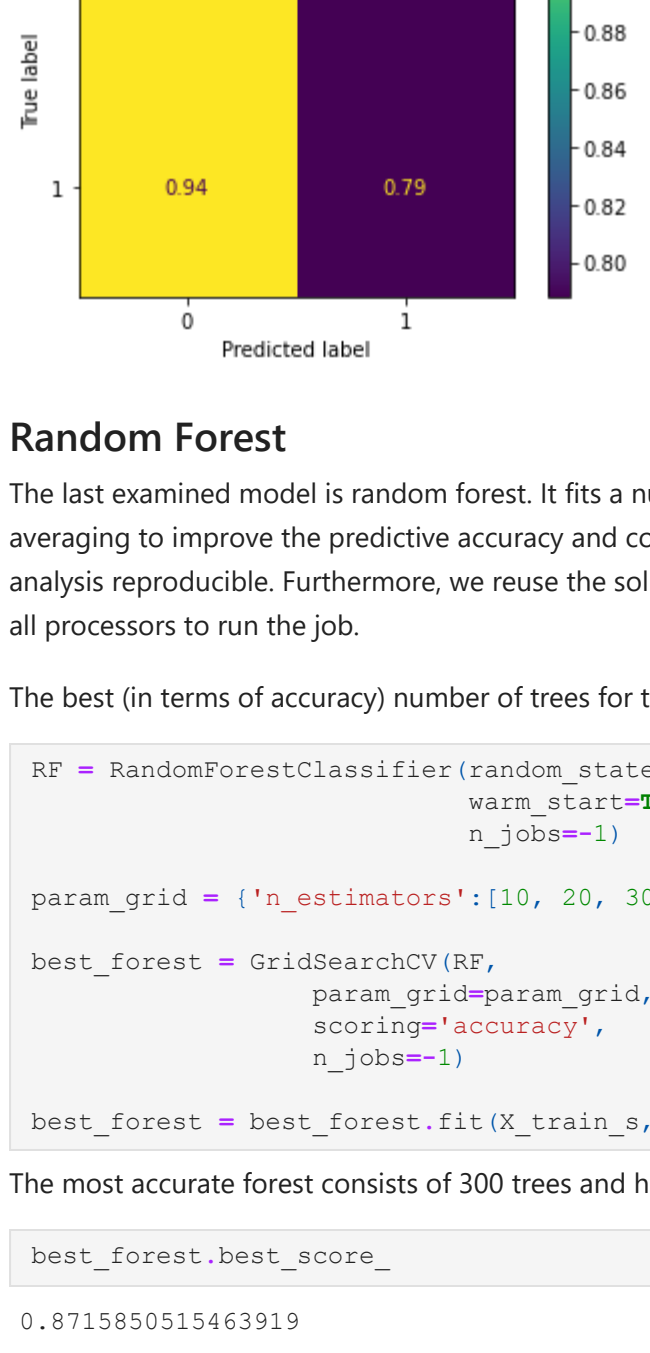 0.88
0.86
True label
0.84
1
0.94
0.79
0.82
0.80
0
1
Predicted label
Random Forest
The last examined model is random forest. It fits a
averaging to improve the predictive accuracy and
analysis reproducible. Furthermore, we reuse the
all processors to run the job.
The best (in terms of accuracy) number of trees for
RF = RandomForestClassifier(random_state
warm_start=
n_jobs=-1)
param_grid = {'n_estimators':[10, 20,
best_forest = GridSearchCV(RF,
param_grid=param_grid,
scoring='accuracy',
n_jobs=-1)
best_forest = best_forest.fit(X_train_s,
The most accurate forest consists of 300 trees and
best_forest.best_score_
0.8715850515463919